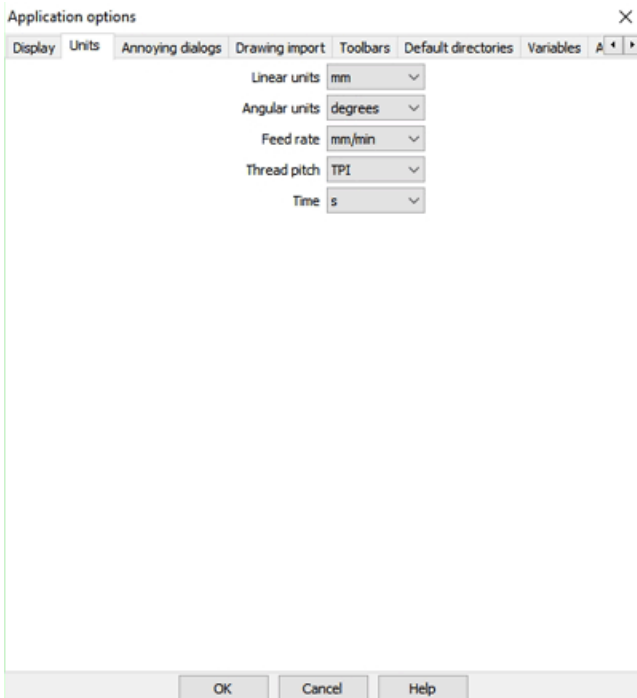 Application options
Display Units Annoying dialogs Drawing import Toolbars Default directories Variables A
Linear units mm
Angular units degrees
Feed rate mm/min
Thread pitch TPI
Time s
OK Cancel Help